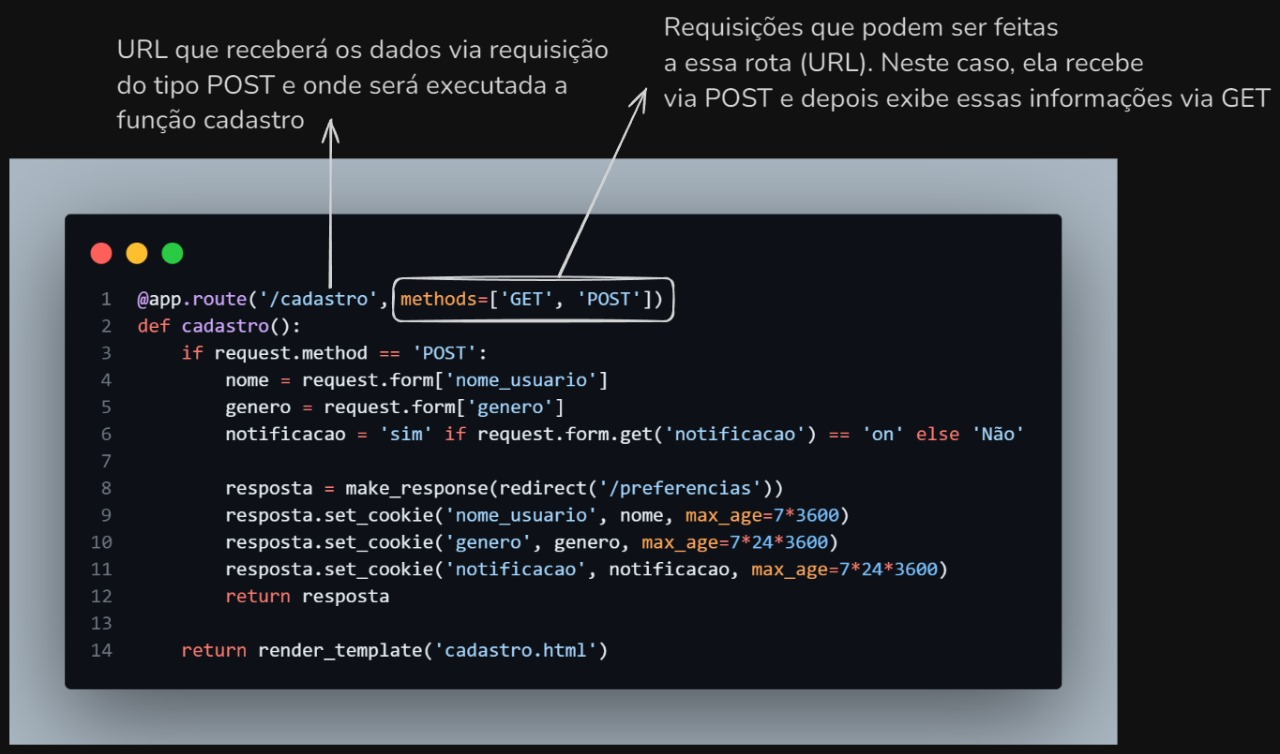 URL que receberá os dados via requisição
do tipo POST e onde será executada a
função cadastro
Requisições que podem ser feitas
a essa rota (URL). Neste caso, ela recebe
via POST e depois exibe essas informações via GET
1 @app.route('/cadastro', methods=['GET', 'POST'])
2 def cadastro():
3     if request.method == 'POST':
4         nome = request.form['nome_usuario']
5         genero = request.form['genero']
6         notificacao = 'sim' if request.form.get('notificacao') == 'on' else 'Não'
7
8         resposta = make_response(redirect('/preferencias'))
9         resposta.set_cookie('nome_usuario', nome, max_age=7*3600)
10         resposta.set_cookie('genero', genero, max_age=7*24*3600)
11         resposta.set_cookie('notificacao', notificacao, max_age=7*24*3600)
12         return resposta
13
14     return render_template('cadastro.html')